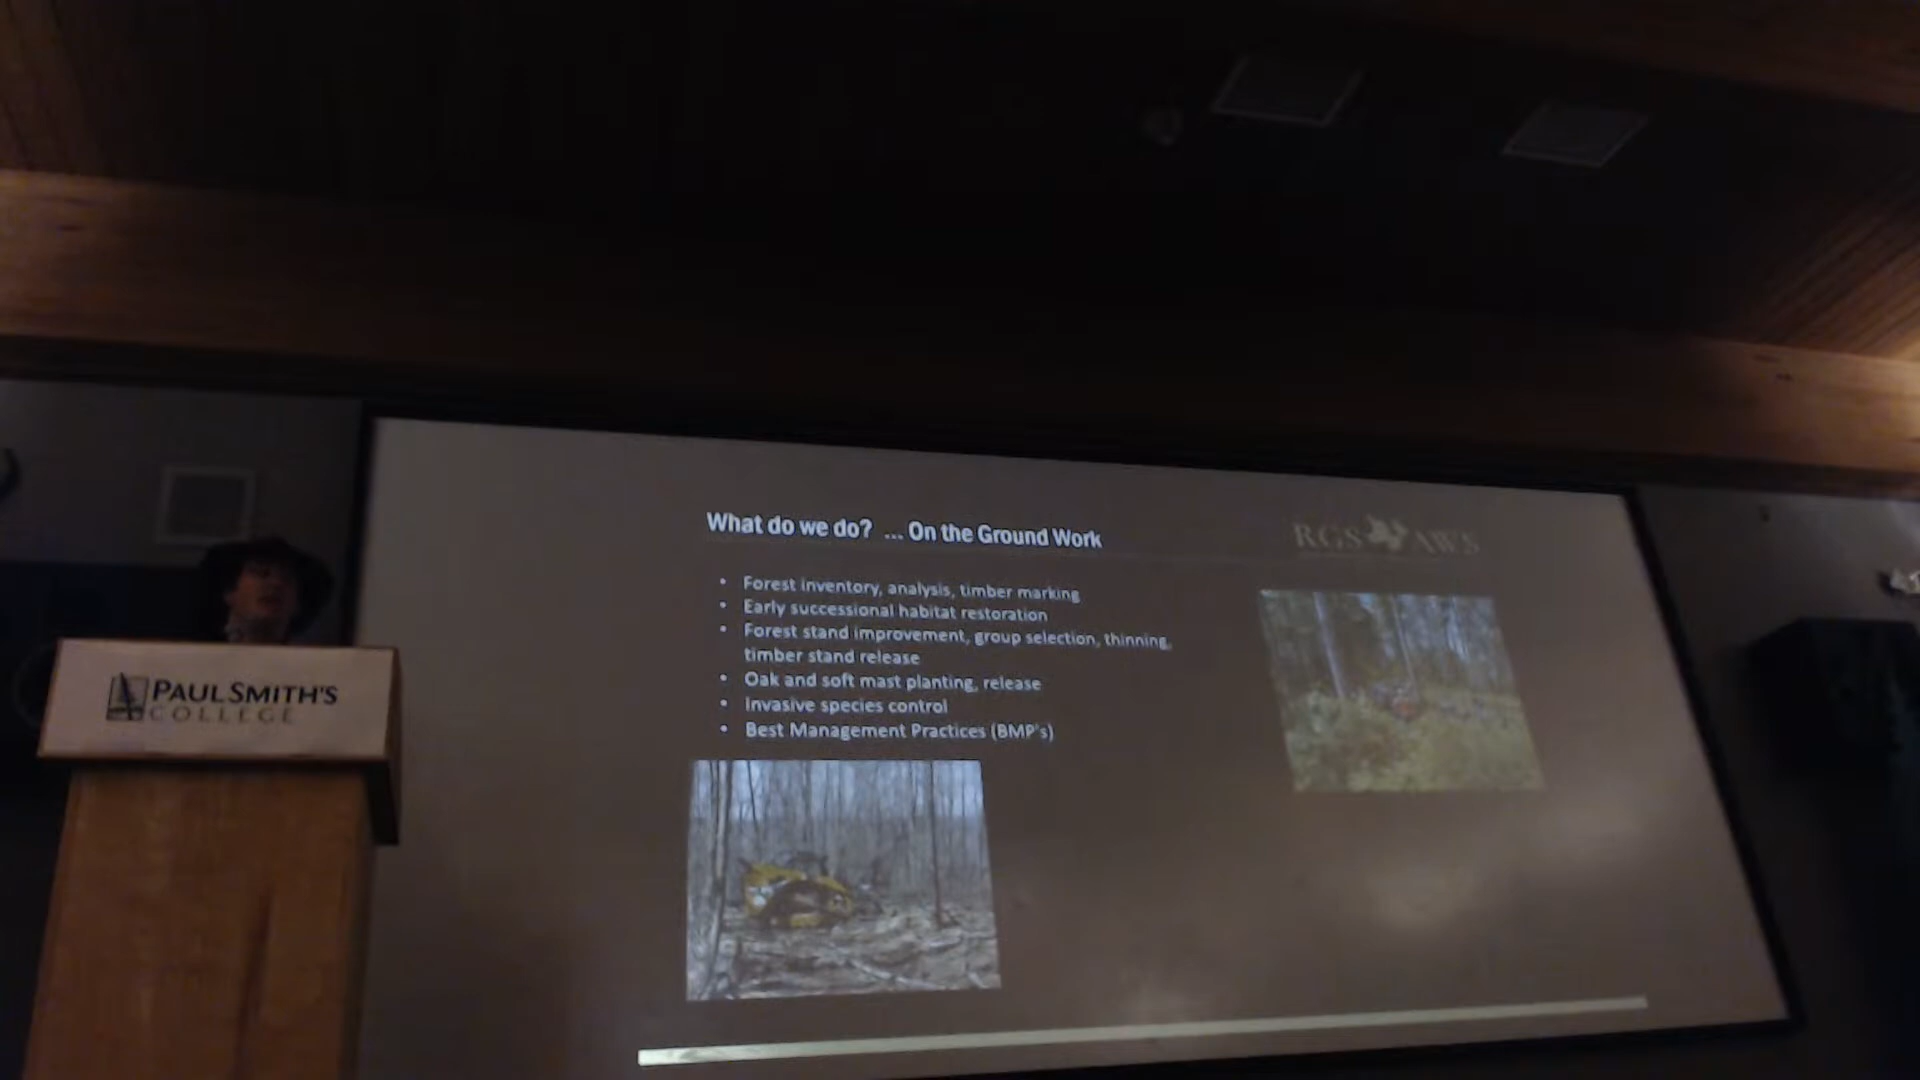 What do we do? ... On the Ground Work
RGS AWS
• Forest inventory, analysis, timber marking
• Early successional habitat restoration
• Forest stand improvement, group selection, thinning,
timber stand release
• Oak and soft mast planting, release
• Invasive species control
• Best Management Practices (BMP's)
PAUL SMITH'S
COLLEGE